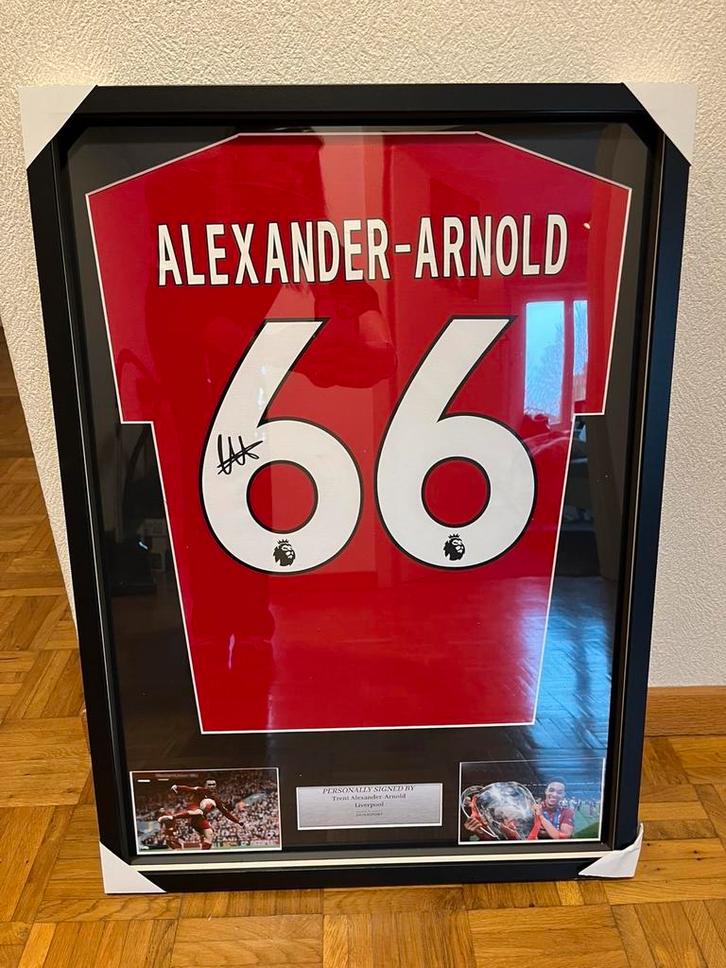 ALEXANDER-ARNOLD
66
PERSONALLY SIGNED BY
Trent Alexander-Arnold
Liverpool